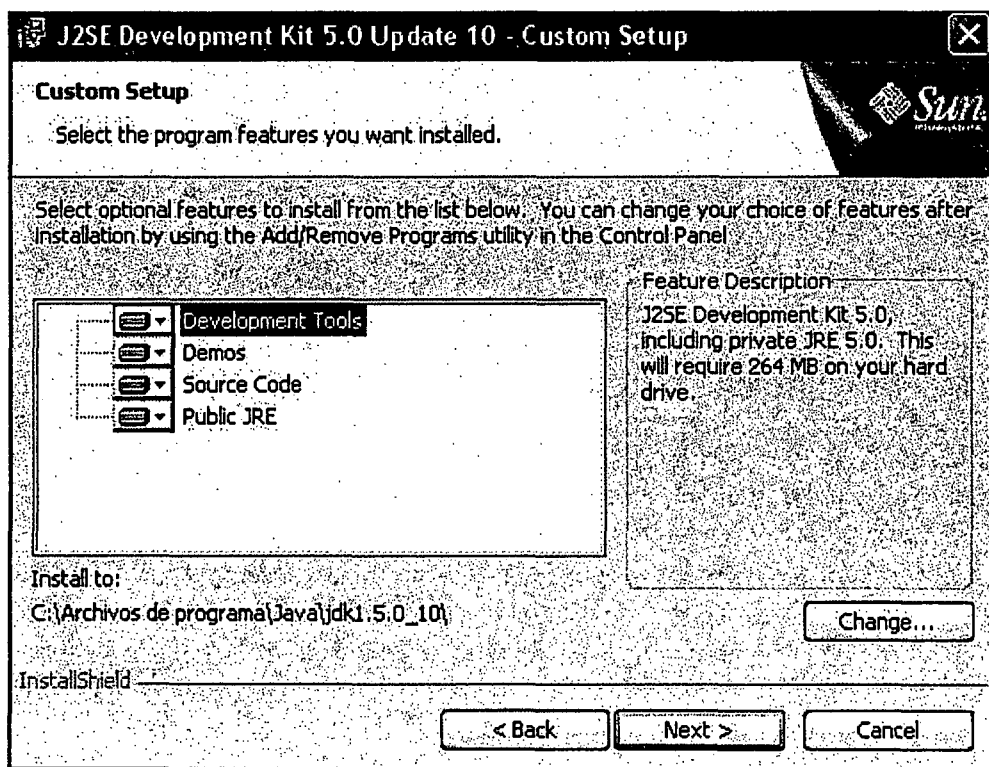 J2SE Development Kit 5.0 Update 10 - Custom Setup
Custom Setup
Select the program features you want installed.
Sun
microsystems
Select optional features to install from the list below. You can change your choice of features after
installation by using the Add/Remove Programs utility in the Control Panel
Development Tools
Demos
Source Code
Public JRE
Feature Description
J2SE Development Kit 5.0,
including private JRE 5.0. This
will require 264 MB on your hard
drive.
Install to:
C:\Archivos de programa\Java\jdk1.5.0_10\
Change...
InstallShield
< Back
Next >
Cancel